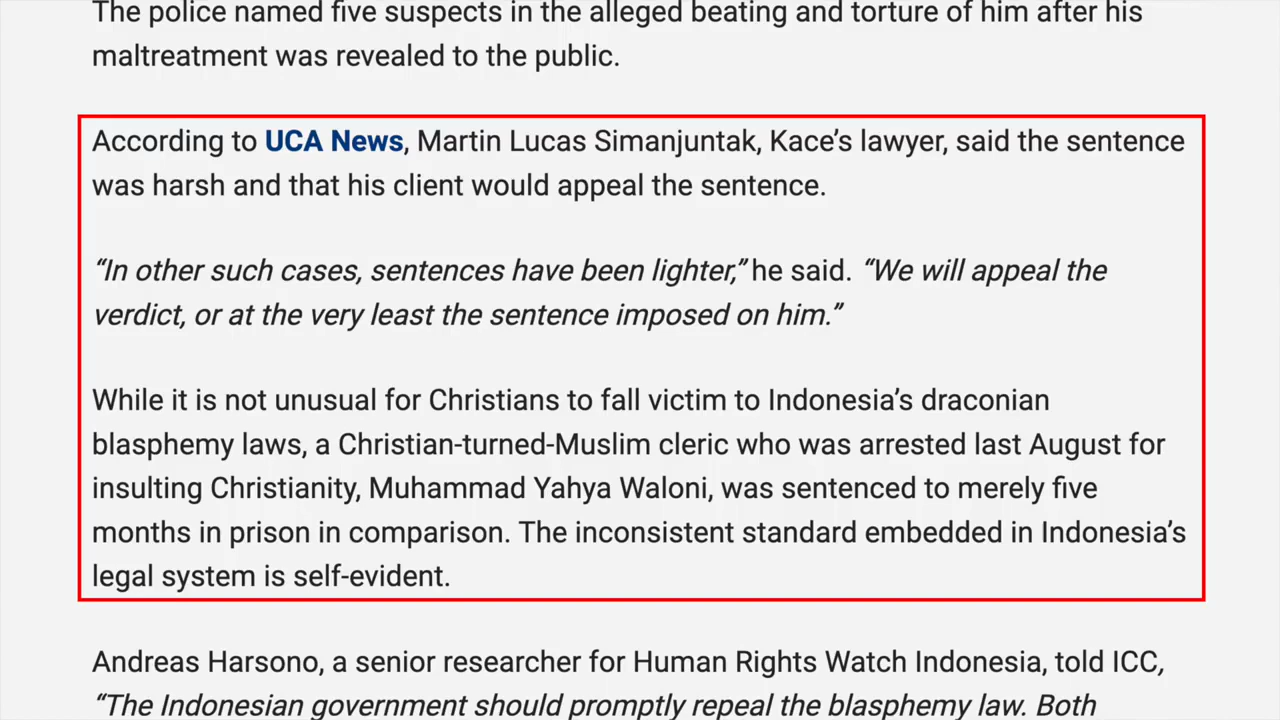 The police named five suspects in the alleged beating and torture of him after his
maltreatment was revealed to the public.
According to UCA News, Martin Lucas Simanjuntak, Kace’s lawyer, said the sentence
was harsh and that his client would appeal the sentence.
“In other such cases, sentences have been lighter,” he said. “We will appeal the
verdict, or at the very least the sentence imposed on him.”
While it is not unusual for Christians to fall victim to Indonesia’s draconian
blasphemy laws, a Christian-turned-Muslim cleric who was arrested last August for
insulting Christianity, Muhammad Yahya Waloni, was sentenced to merely five
months in prison in comparison. The inconsistent standard embedded in Indonesia’s
legal system is self-evident.
Andreas Harsono, a senior researcher for Human Rights Watch Indonesia, told ICC,
“The Indonesian government should promptly repeal the blasphemy law. Both